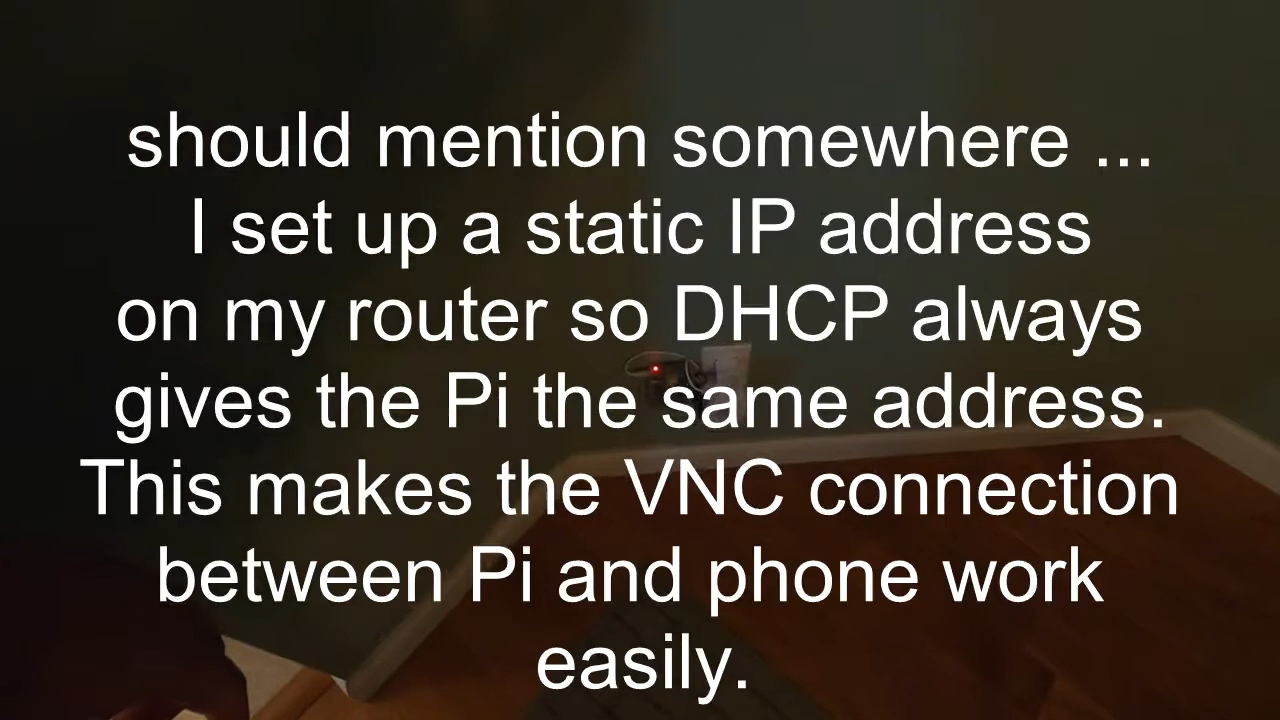 should mention somewhere ...
I set up a static IP address
on my router so DHCP always
gives the Pi the same address.
This makes the VNC connection
between Pi and phone work
easily.